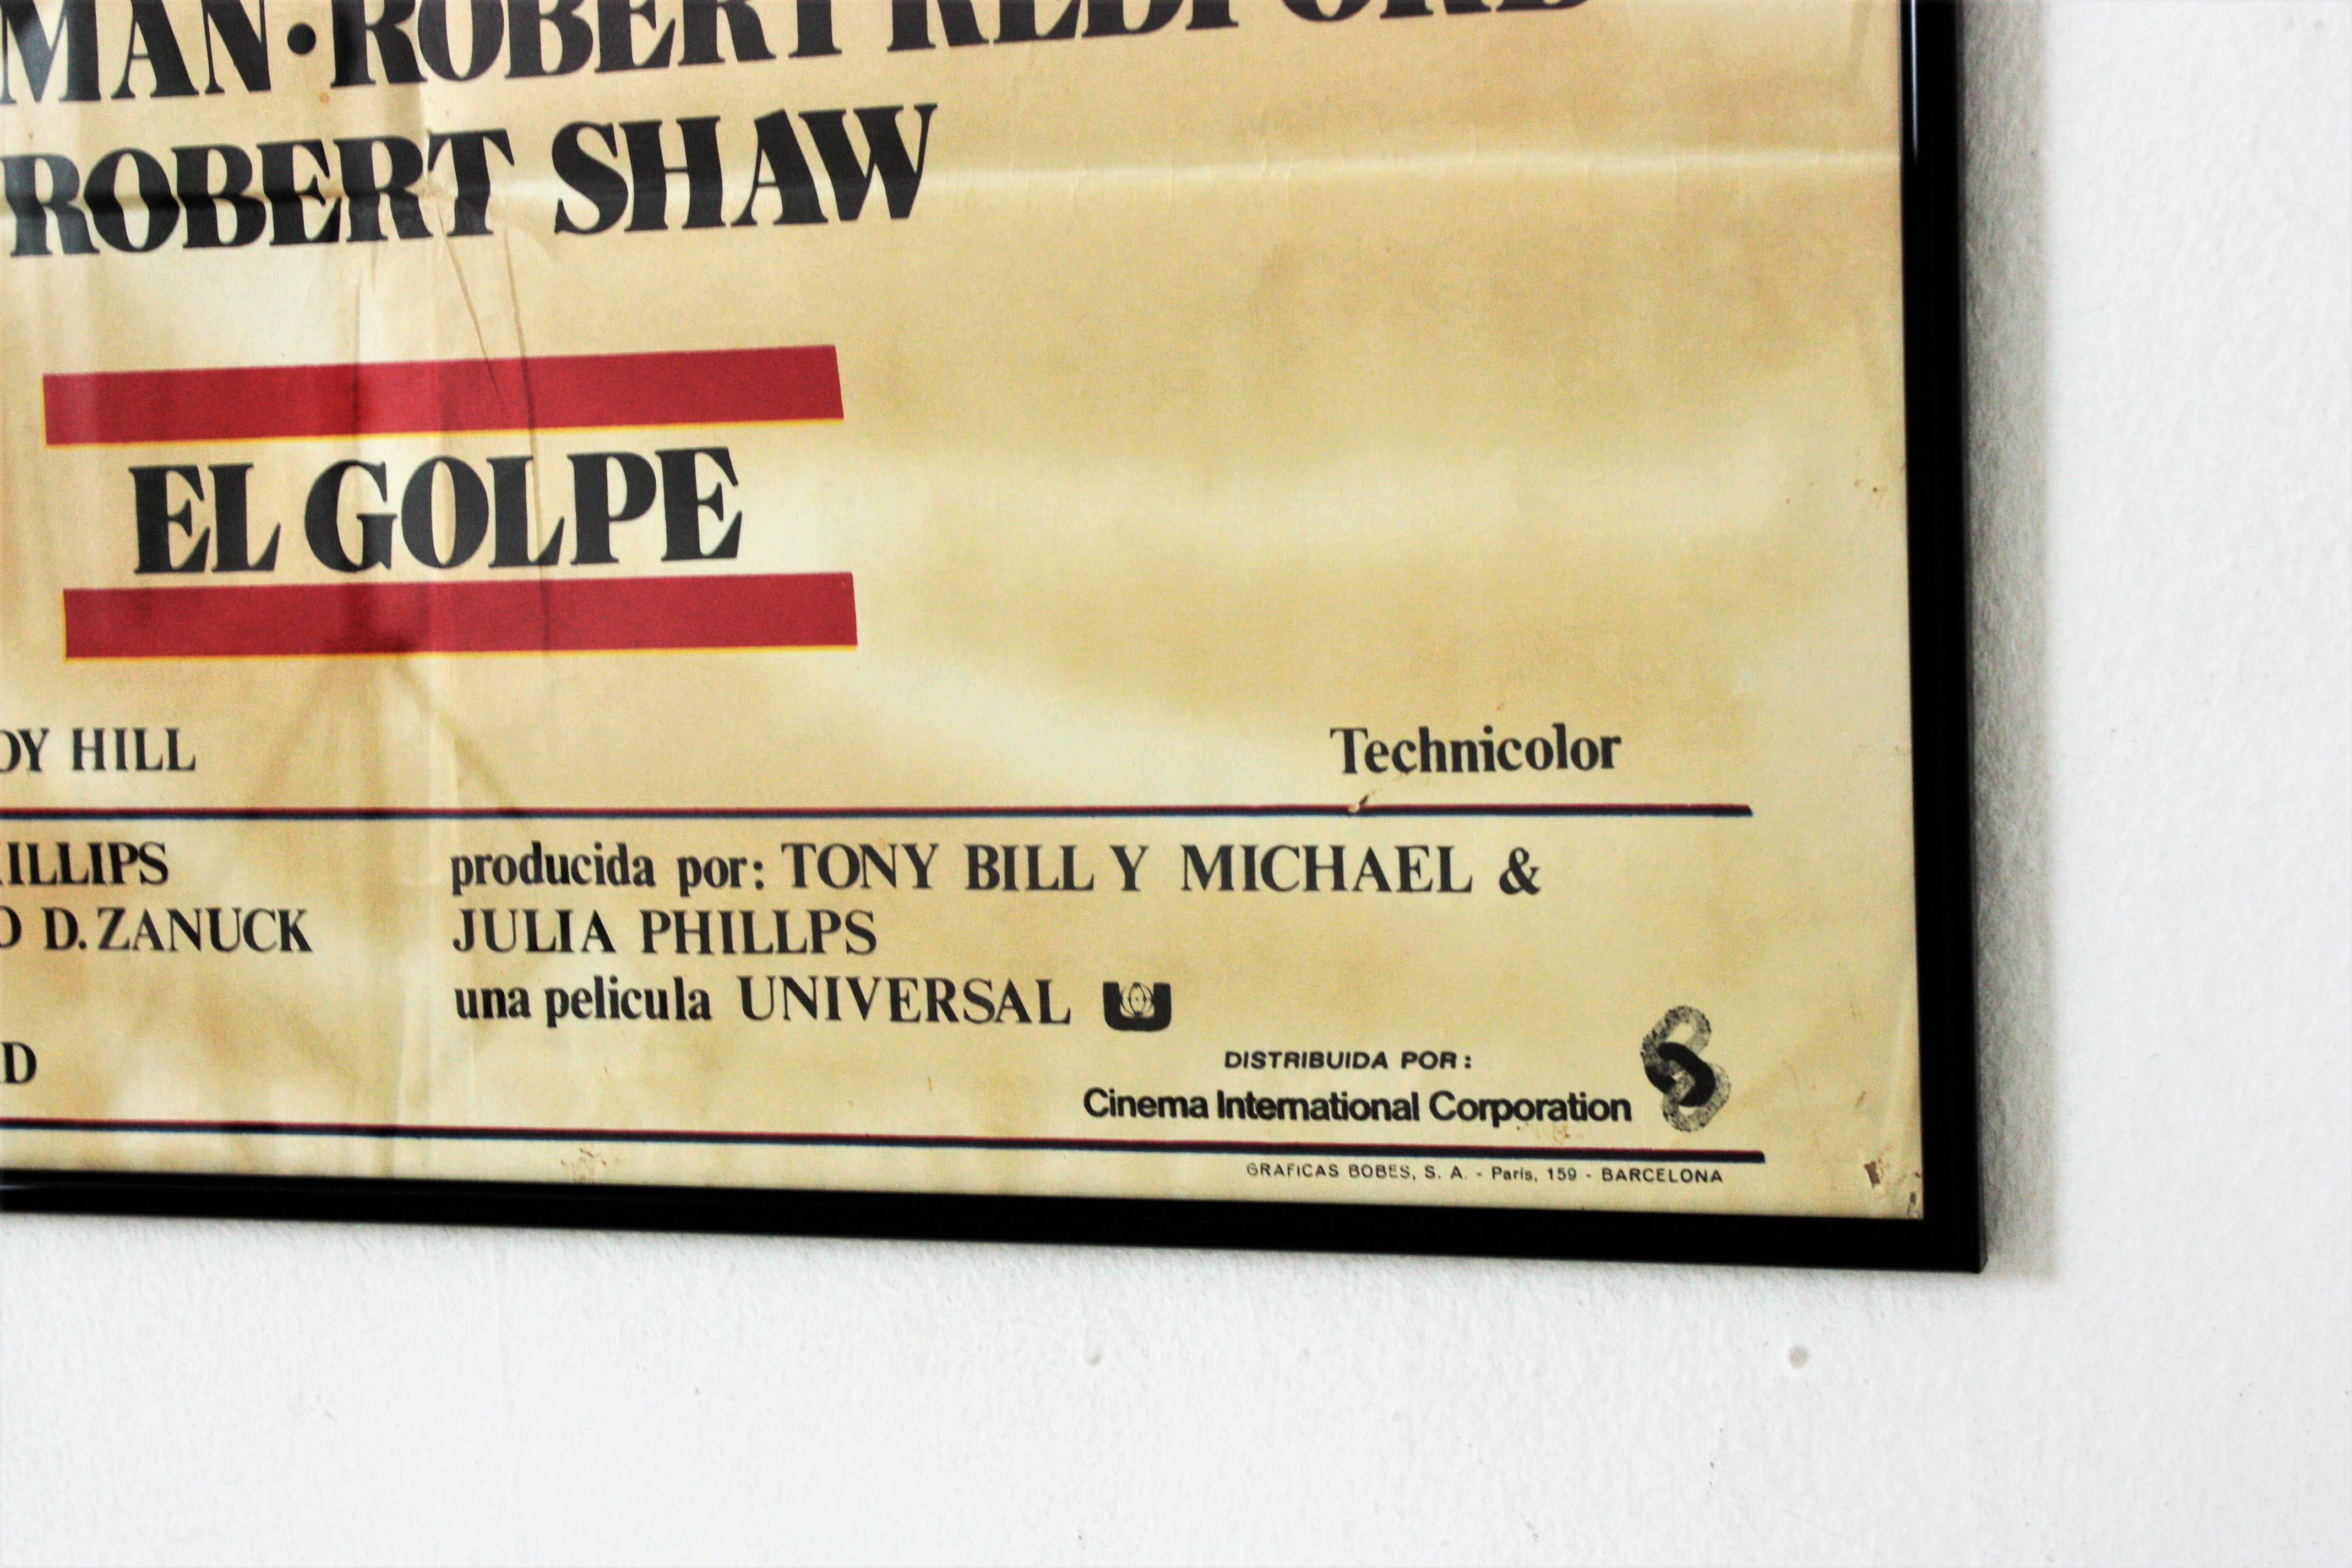 MAN·ROBERT REDFORD
ROBERT SHAW
EL GOLPE
OY HILL
Technicolor
ILLIPS
D. ZANUCK
D
producida por: TONY BILL Y MICHAEL &
JULIA PHILLPS
una pelicula UNIVERSAL
DISTRIBUIDA POR:
Cinema International Corporation
GRAFICAS BOBES, S. A. - París, 159 - BARCELONA